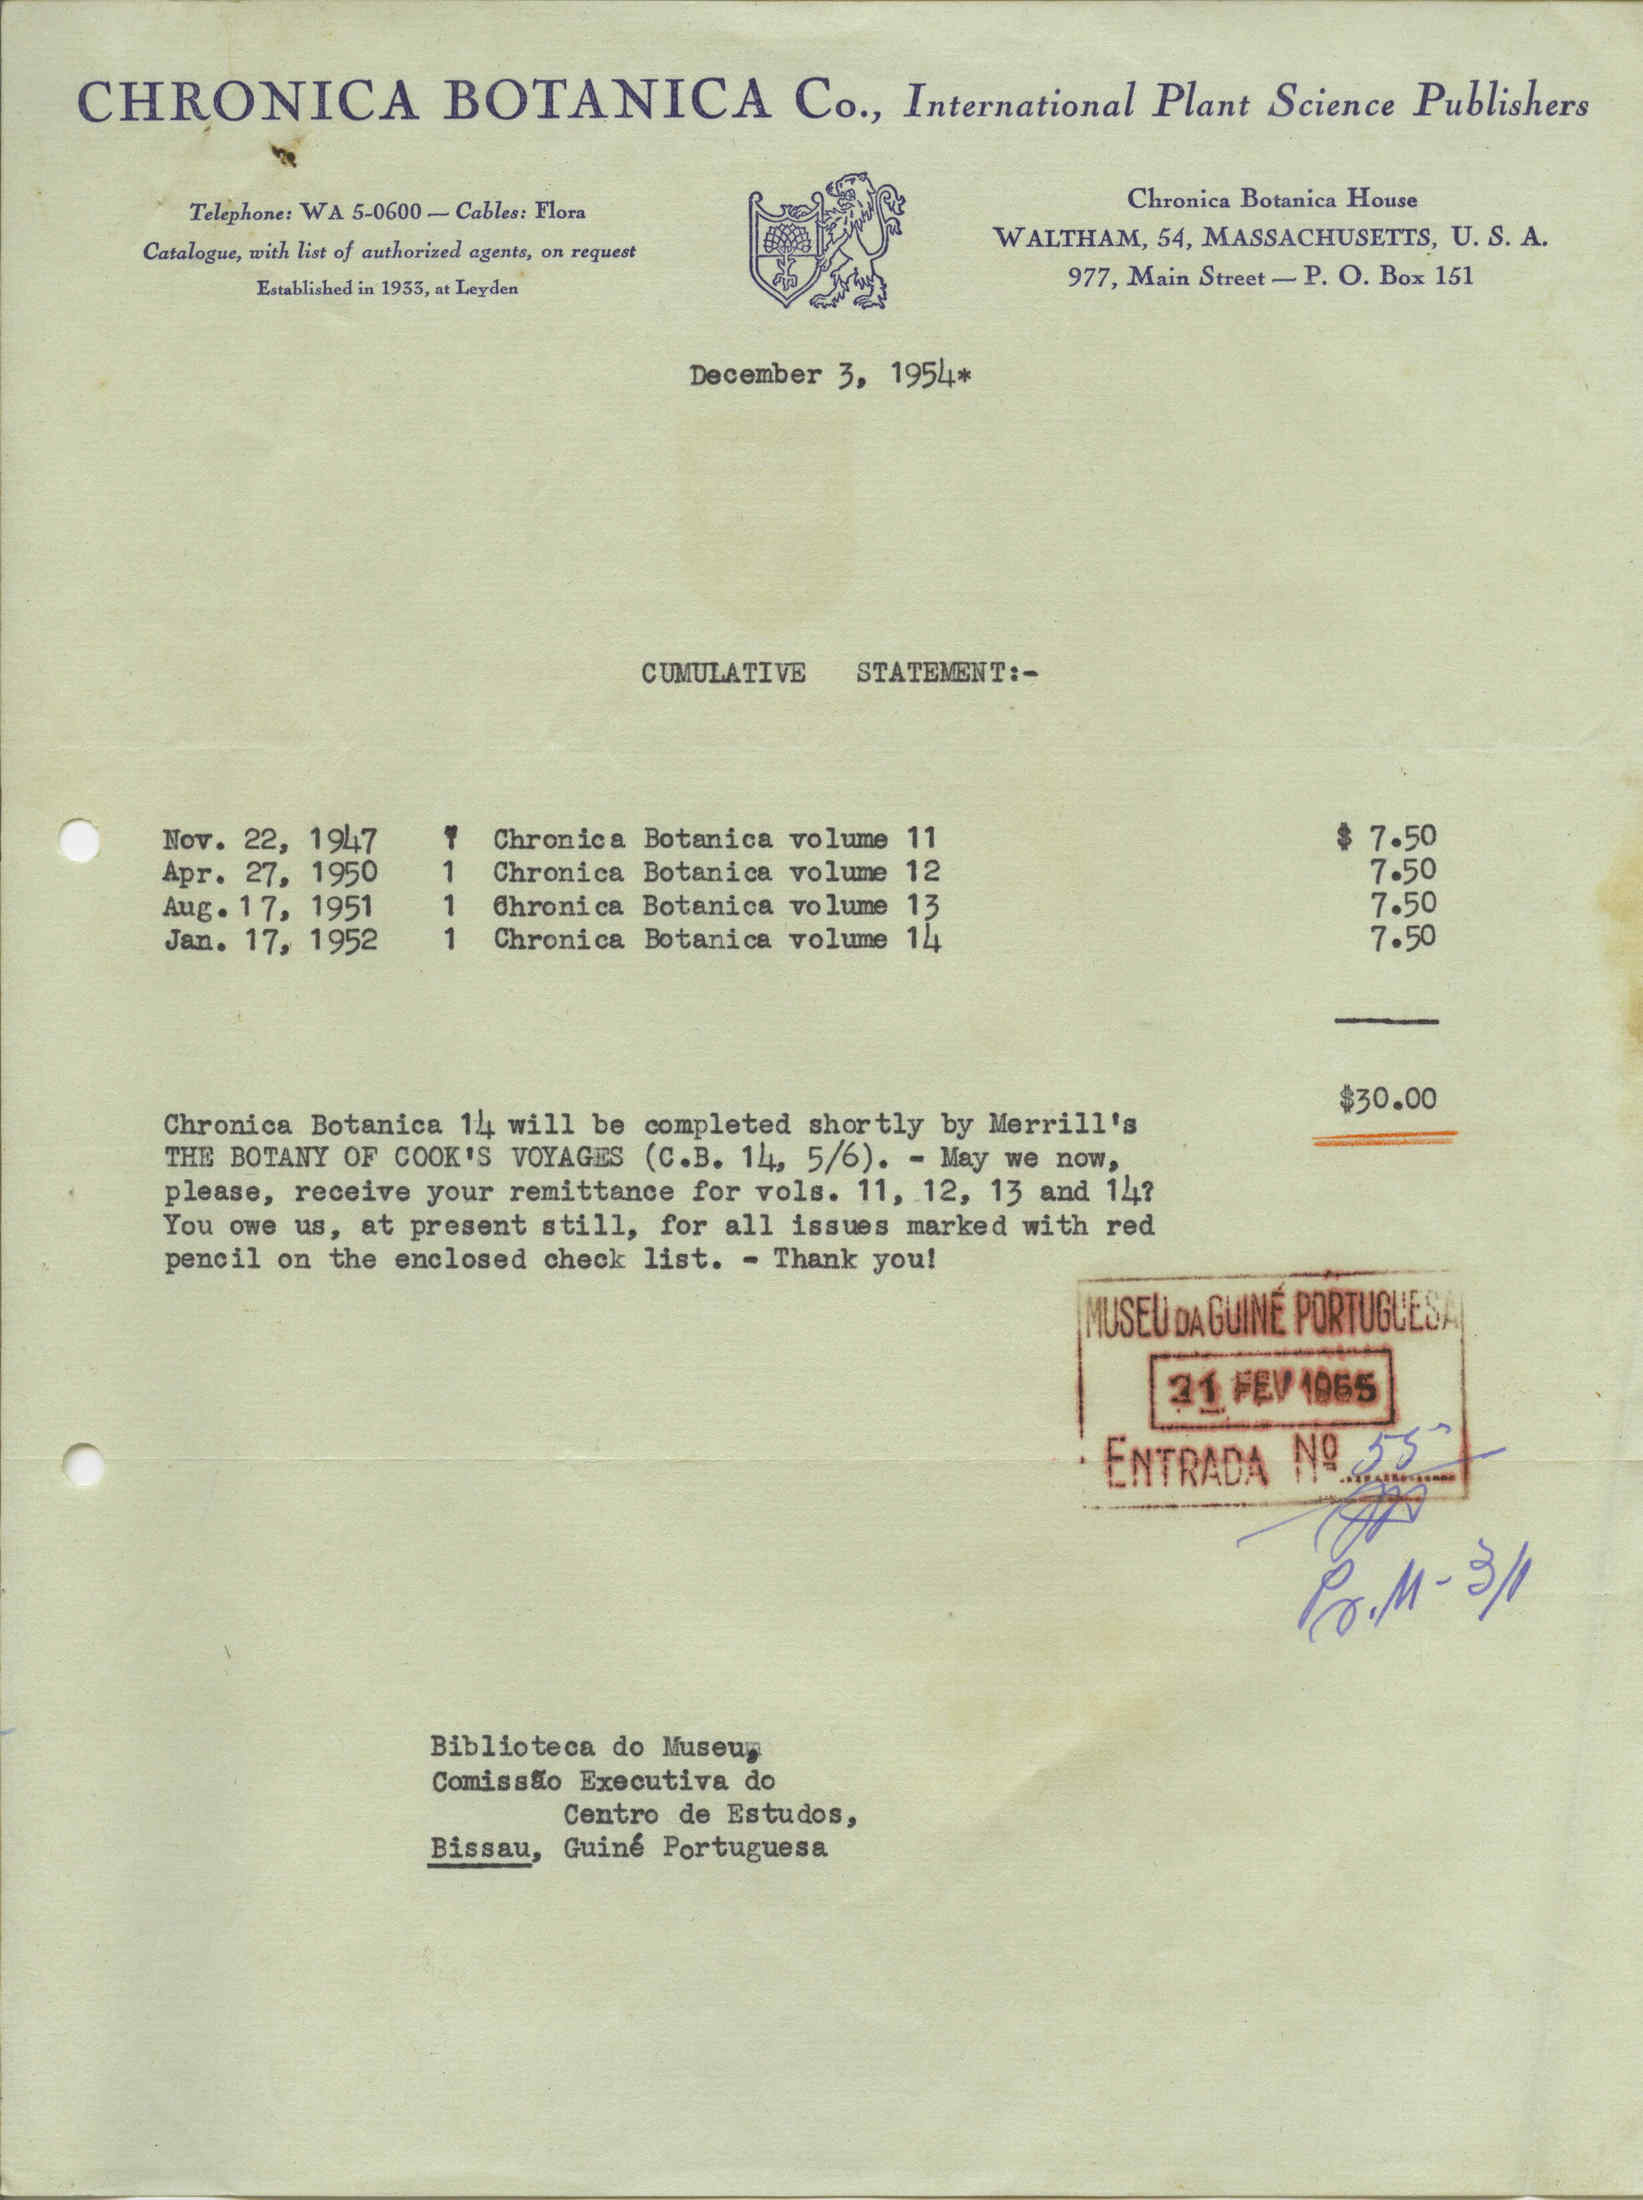 CHRONICA BOTANICA Co., International Plant Science Publishers
Telephone: WA 5-0600 — Cables: Flora
Catalogue, with list of authorized agents, on request
Established in 1933, at Leyden
Chronica Botanica House
WALTHAM, 54, MASSACHUSETTS, U. S. A.
977, Main Street — P. O. Box 151
December 3, 1954*
CUMULATIVE STATEMENT:-
Nov. 22, 1947 1 Chronica Botanica volume 11 $ 7.50
Apr. 27, 1950 1 Chronica Botanica volume 12 7.50
Aug. 17, 1951 1 Chronica Botanica volume 13 7.50
Jan. 17, 1952 1 Chronica Botanica volume 14 7.50
$30.00
Chronica Botanica 14 will be completed shortly by Merrill's
THE BOTANY OF COOK'S VOYAGES (C.B. 14, 5/6). - May we now,
please, receive your remittance for vols. 11, 12, 13 and 14?
You owe us, at present still, for all issues marked with red
pencil on the enclosed check list. - Thank you!
MUSEU DA GUINÉ PORTUGUESA
21 FEV 1955
ENTRADA Nº 55
Pr. M - 3/1
Biblioteca do Museu,
Comissão Executiva do
Centro de Estudos,
Bissau, Guiné Portuguesa